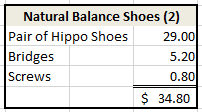 Natural Balance Shoes (2)
Pair of Hippo Shoes 29.00
Bridges 5.20
Screws 0.80
$ 34.80